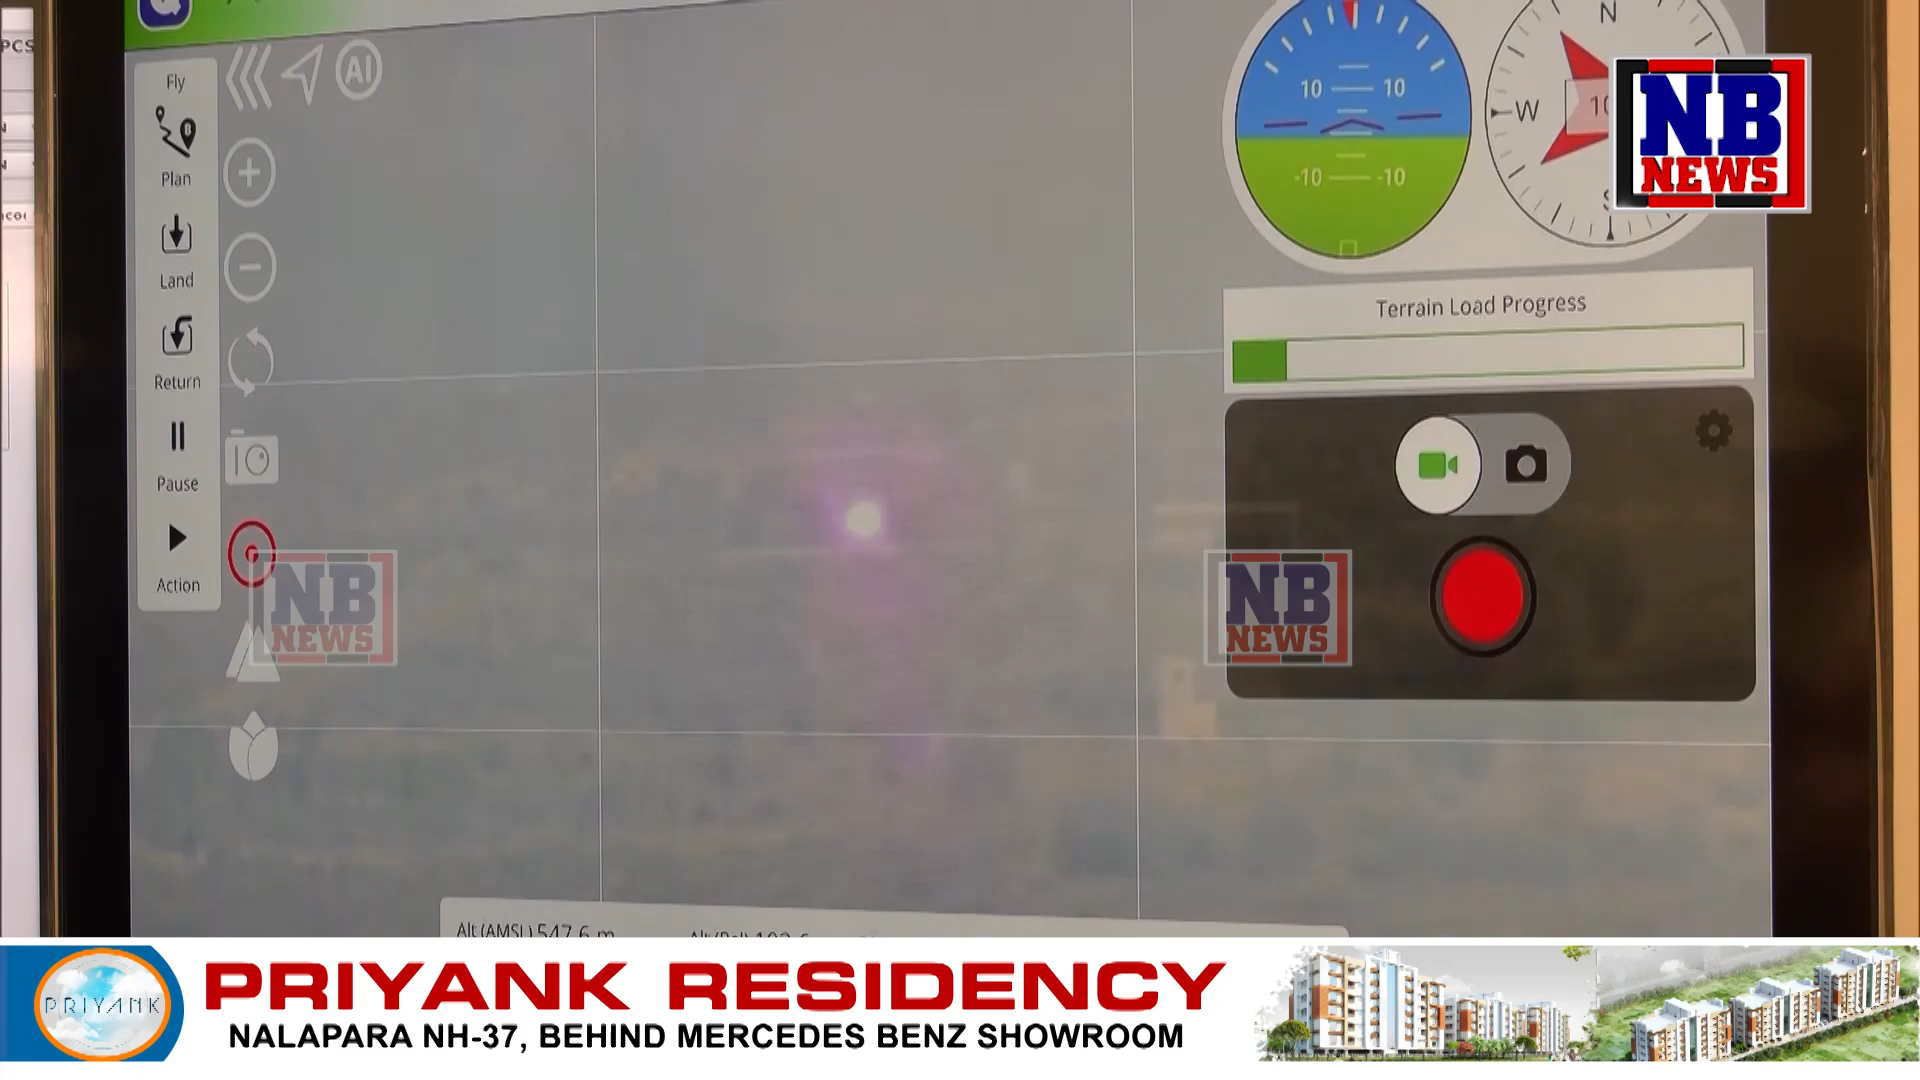 PCS
Fly
AI
Plan
Land
Return
Pause
Action
10 10
-10 -10
N
W
10
NB
NEWS
Terrain Load Progress
NB
NEWS
NB
NEWS
Alt (AMSL) 547.6 m
PRIYANK
PRIYANK RESIDENCY
NALAPARA NH-37, BEHIND MERCEDES BENZ SHOWROOM